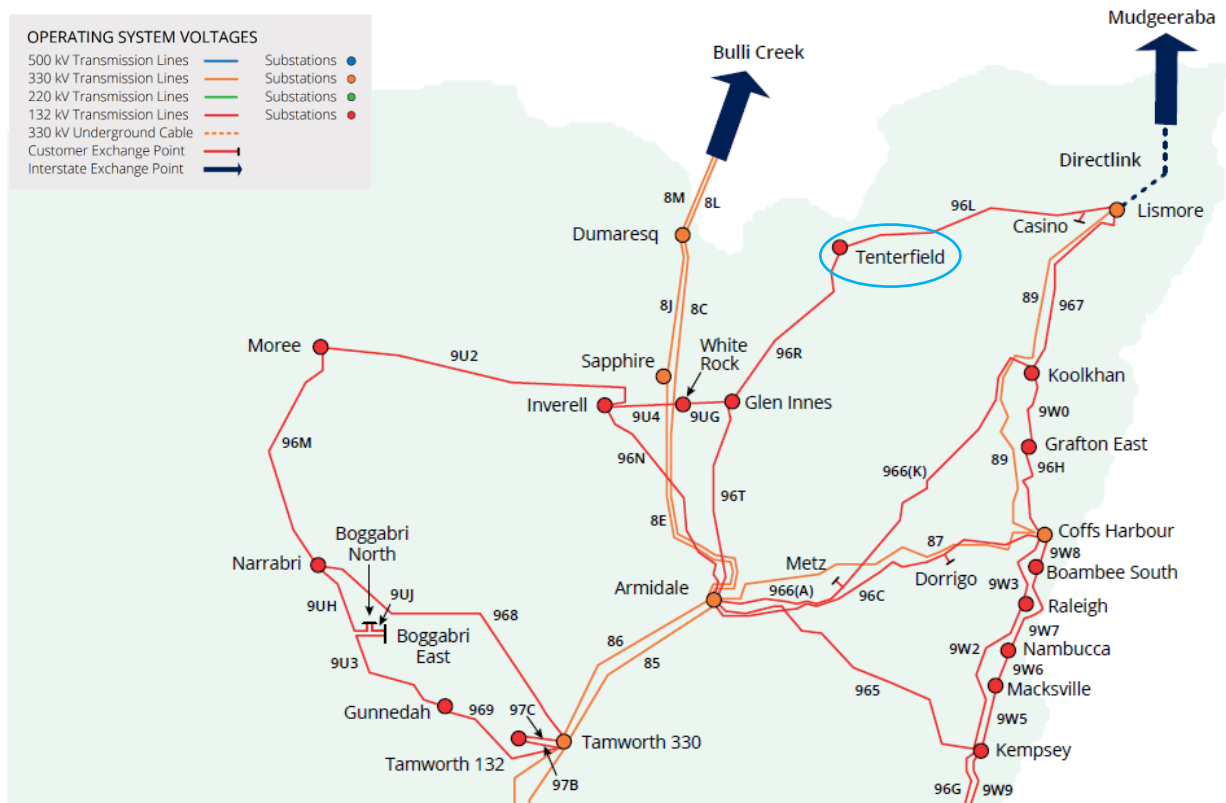 Mudgeeraba
OPERATING SYSTEM VOLTAGES
500 kV Transmission Lines Substations
330 kV Transmission Lines Substations
220 kV Transmission Lines Substations
132 kV Transmission Lines Substations
330 kV Underground Cable
Customer Exchange Point
Interstate Exchange Point
Bulli Creek
Directlink
8M
8L
96L
Lismore
Casino
Dumaresq
Tenterfield
89
967
8J
8C
White
Rock
96R
Moree
9U2
Sapphire
Koolkhan
Inverell
9U4
9UG
Glen Innes
9W0
96M
96N
Grafton East
966(K)
89
96H
96T
8E
Boggabri
North
Coffs Harbour
87
9W8
Narrabri
9UJ
Metz
Dorrigo
Boambee South
9W3
Armidale
966(A)
96C
9UH
968
Raleigh
Boggabri
East
86
9W7
9W2
Nambucca
9U3
85
9W6
Macksville
965
Gunnedah
969
97C
9W5
Tamworth 330
Kempsey
Tamworth 132
97B
96G
9W9